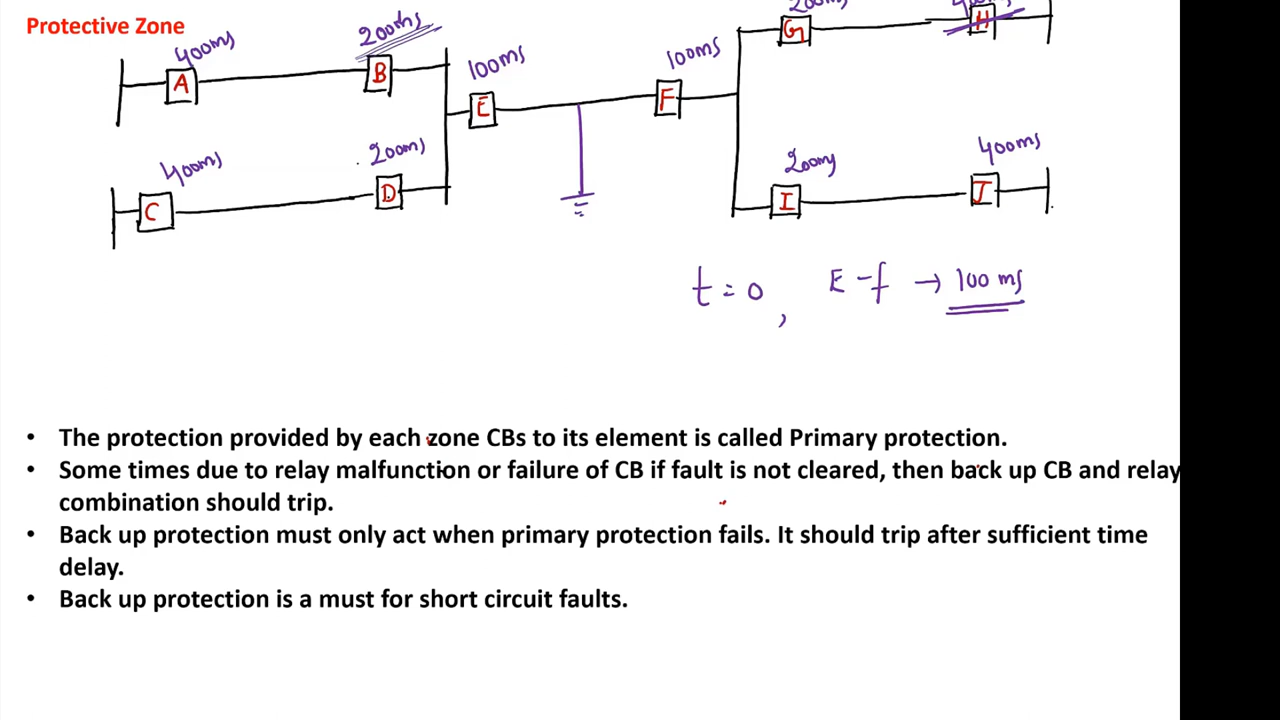 Protective Zone
400ms
200ms
100ms
100ms
200ms
A
B
E
F
G
H
400ms
200ms
200ms
400ms
C
D
I
J
t = 0 , E - f → 100 ms
• The protection provided by each zone CBs to its element is called Primary protection.
• Some times due to relay malfunction or failure of CB if fault is not cleared, then back up CB and relay
combination should trip.
• Back up protection must only act when primary protection fails. It should trip after sufficient time
delay.
• Back up protection is a must for short circuit faults.